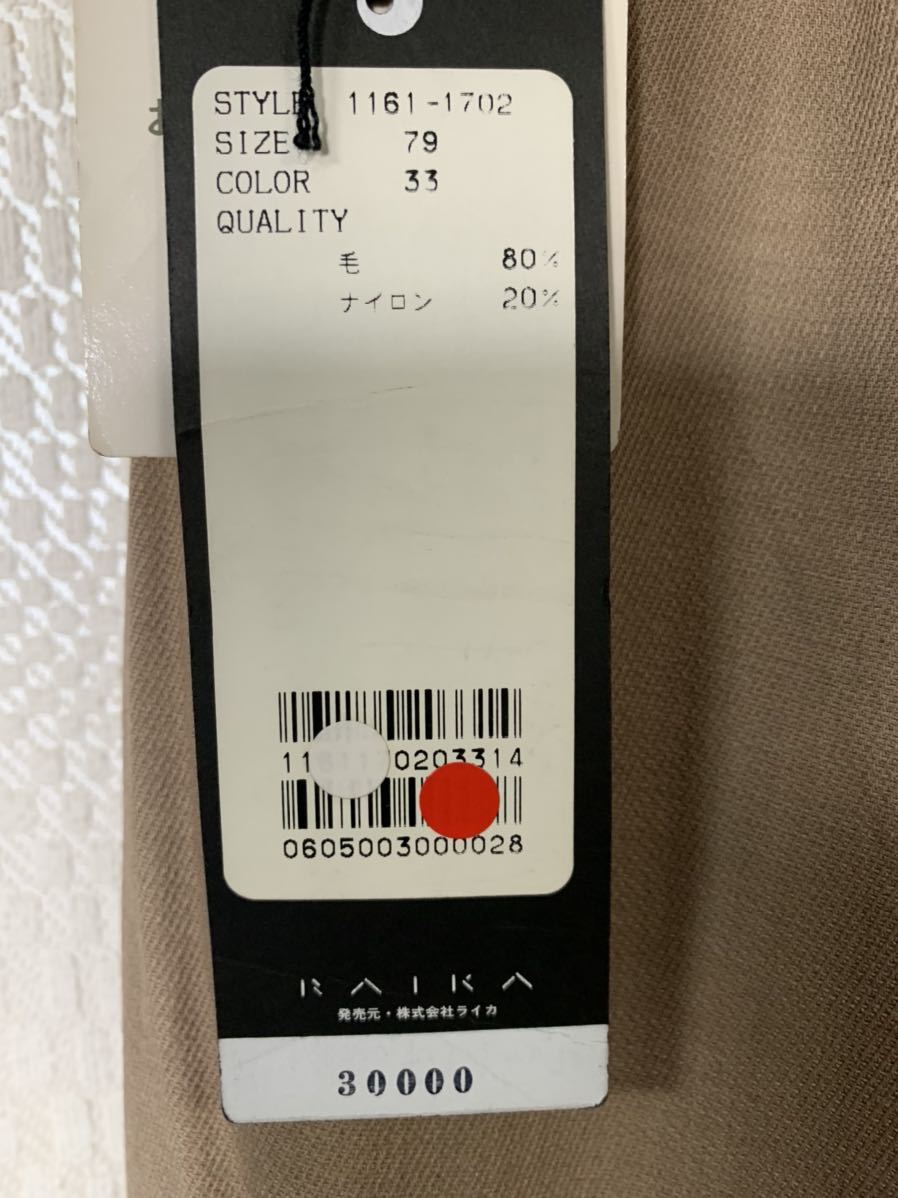 お
STYLE 1161-1702
SIZE 79
COLOR 33
QUALITY
毛 80%
ナイロン 20%
0605003000028
RAIKA
発売元・株式会社ライカ
30000